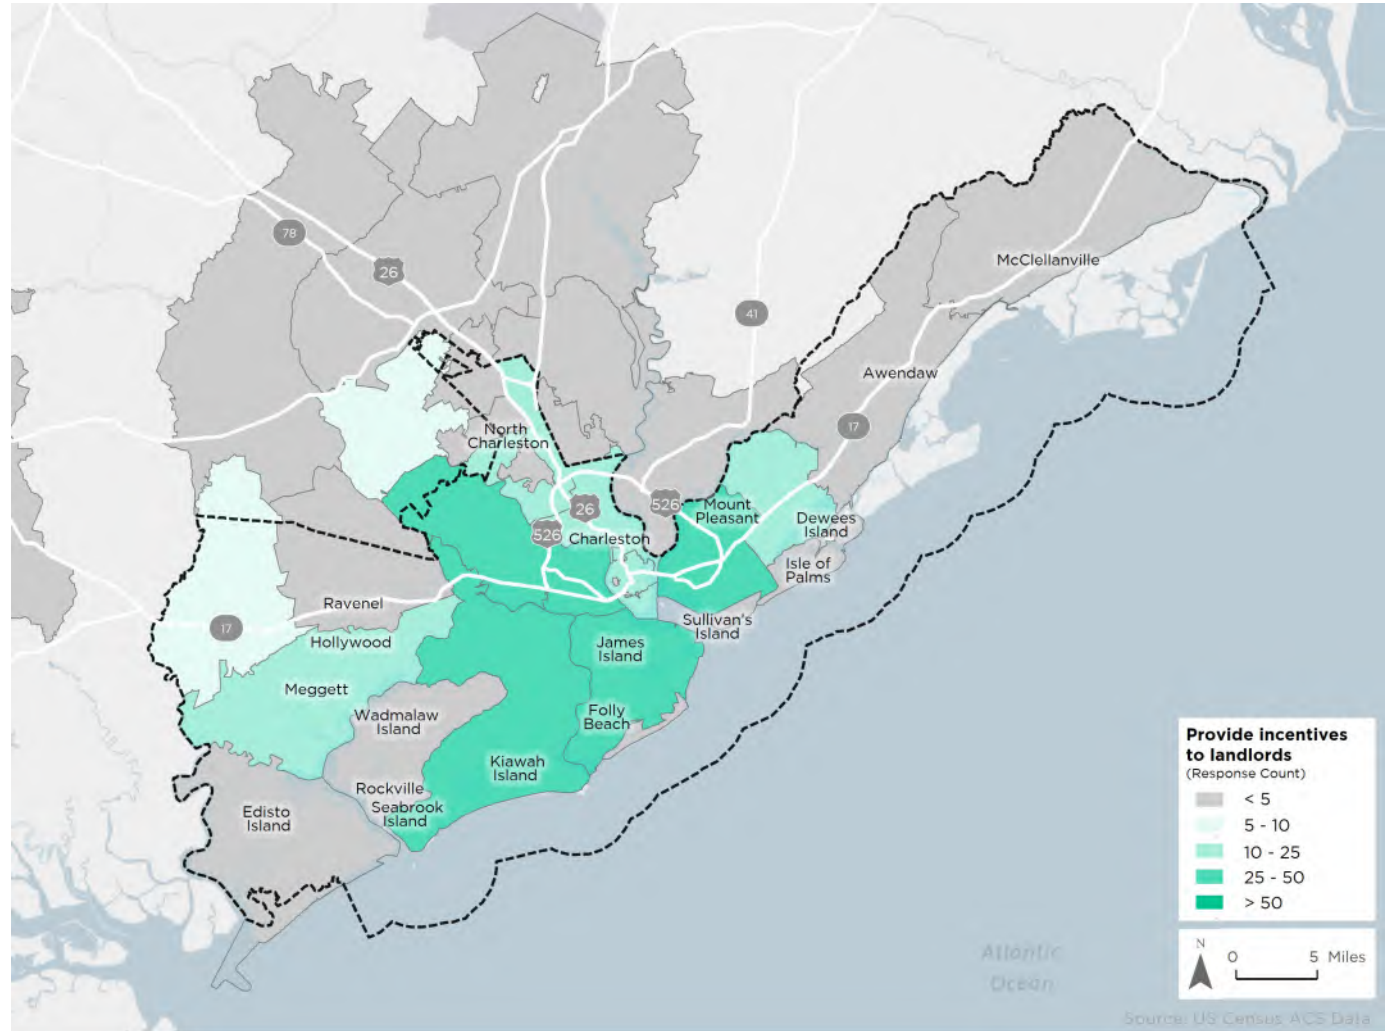 78
26
McClellanville
41
Awendaw
17
North
Charleston
526
Mount
Pleasant
26
Dewees
Island
526
Charleston
Isle of
Palms
Ravenel
17
Sullivan's
Island
Hollywood
James
Island
Meggett
Wadmalaw
Island
Folly
Beach
Kiawah
Island
Rockville
Seabrook
Island
Edisto
Island
Provide incentives
to landlords
(Response Count)
< 5
5 - 10
10 - 25
25 - 50
> 50
N
0 5 Miles
Atlantic
Ocean
Source: US Census ACS Data